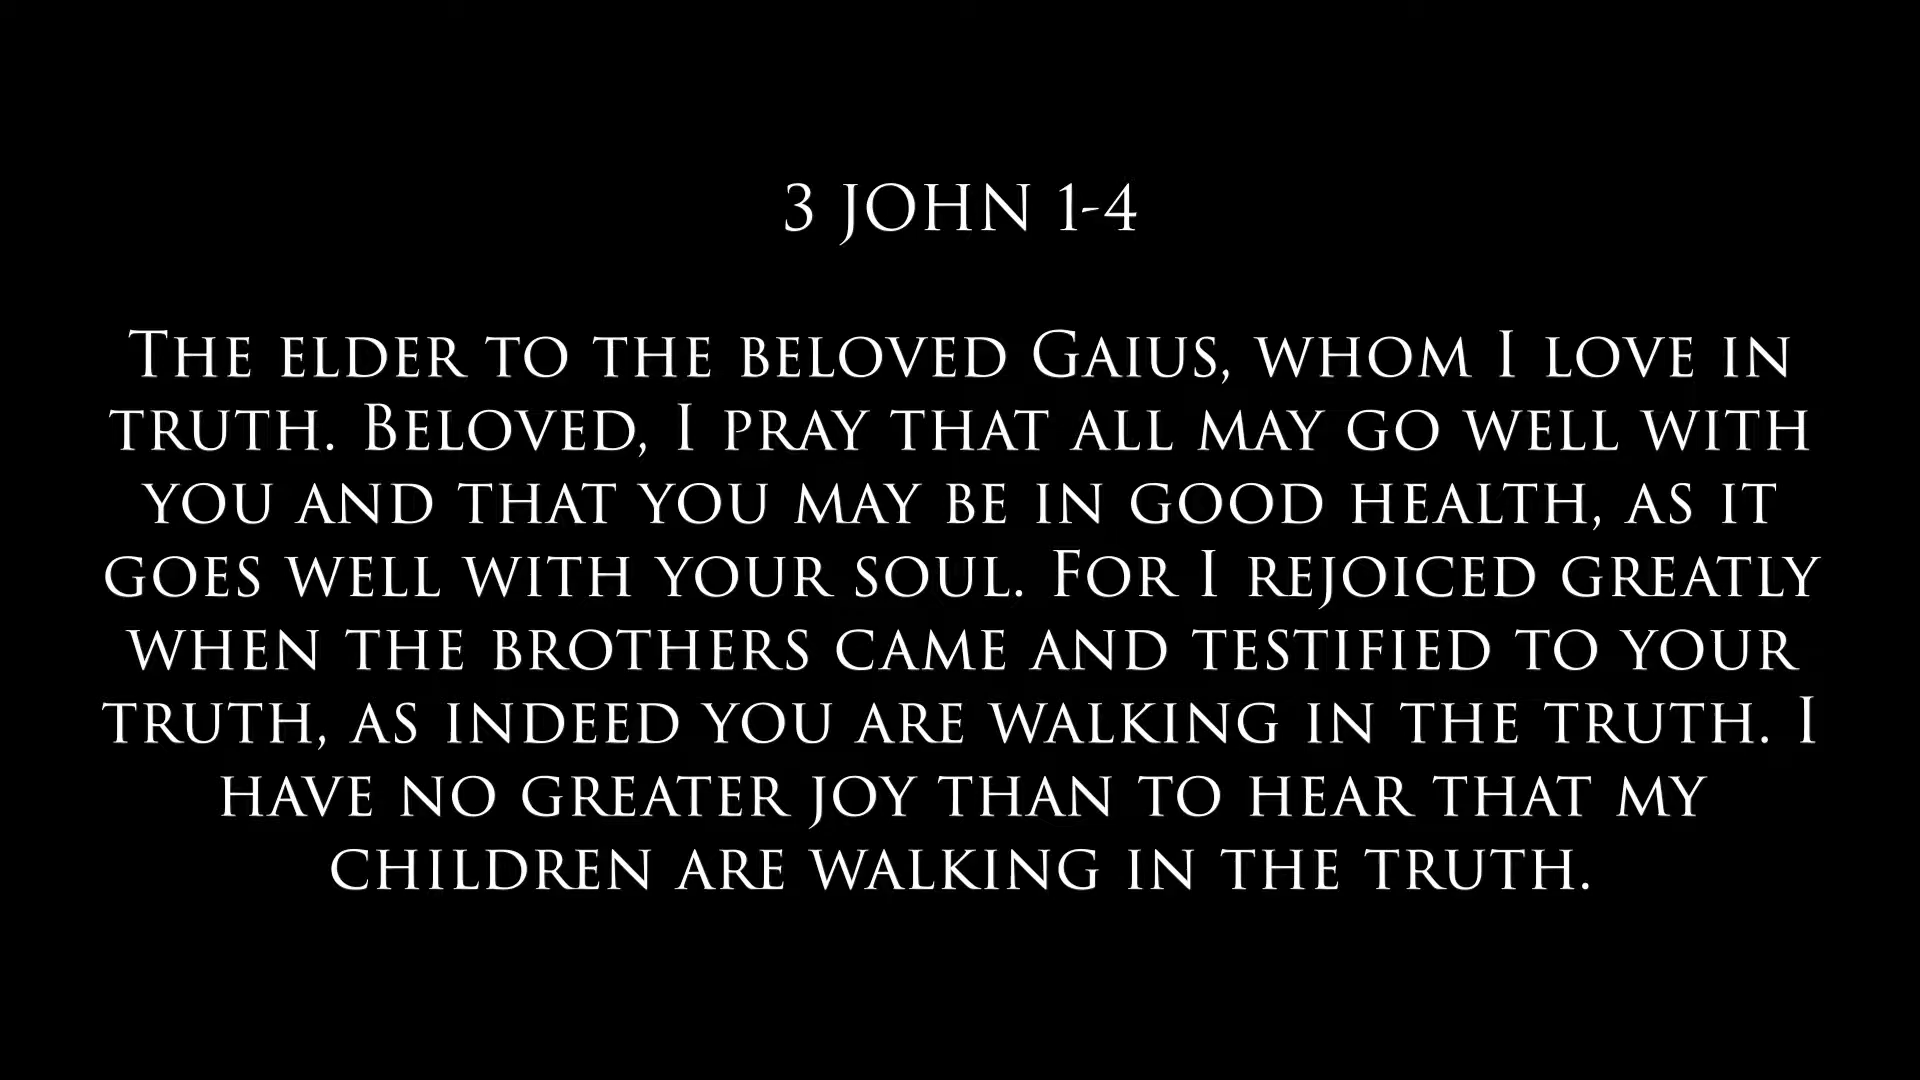 3 JOHN 1-4
The elder to the beloved Gaius, whom I love in
truth. Beloved, I pray that all may go well with
you and that you may be in good health, as it
goes well with your soul. For I rejoiced greatly
when the brothers came and testified to your
truth, as indeed you are walking in the truth. I
have no greater joy than to hear that my
children are walking in the truth.